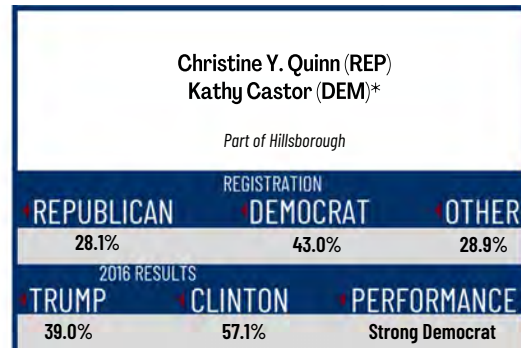 Christine Y. Quinn (REP)
Kathy Castor (DEM)*
Part of Hillsborough
REGISTRATION
REPUBLICAN DEMOCRAT OTHER
28.1% 43.0% 28.9%
2016 RESULTS
TRUMP CLINTON PERFORMANCE
39.0% 57.1% Strong Democrat